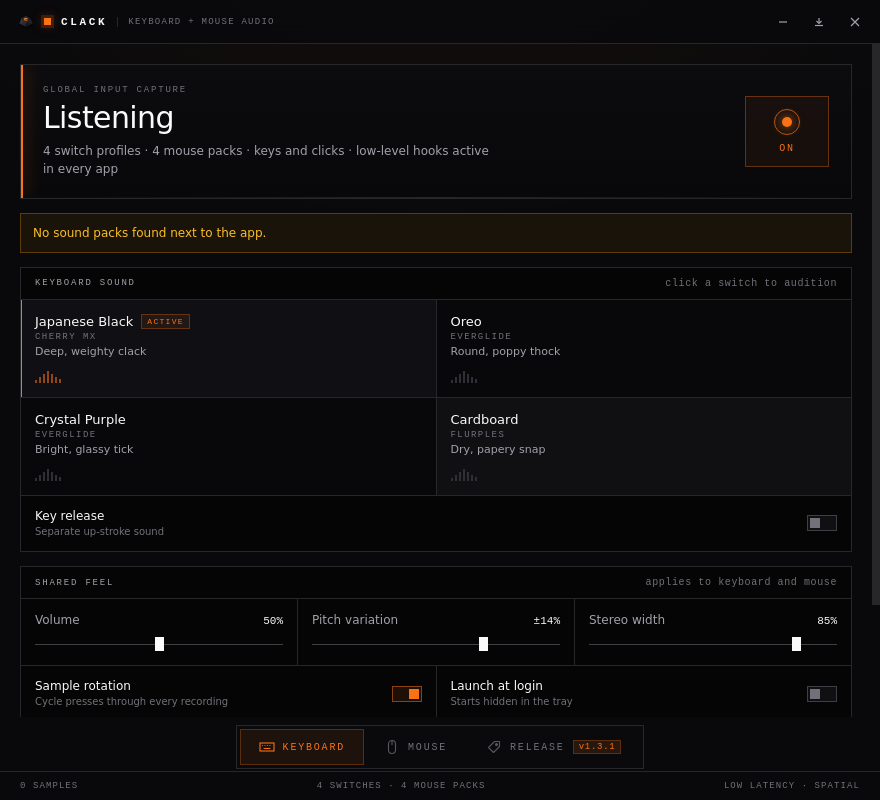 CLACK | KEYBOARD + MOUSE AUDIO
GLOBAL INPUT CAPTURE
Listening
4 switch profiles · 4 mouse packs · keys and clicks · low-level hooks active
in every app
ON
No sound packs found next to the app.
KEYBOARD SOUND
click a switch to audition
Japanese Black ACTIVE
CHERRY MX
Deep, weighty clack
Oreo
EVERGLIDE
Round, poppy thock
Crystal Purple
EVERGLIDE
Bright, glassy tick
Cardboard
FLURPLES
Dry, papery snap
Key release
Separate up-stroke sound
SHARED FEEL
applies to keyboard and mouse
Volume 50%
Pitch variation ±14%
Stereo width 85%
Sample rotation
Cycle presses through every recording
Launch at login
Starts hidden in the tray
KEYBOARD
MOUSE
RELEASE v1.3.1
0 SAMPLES
4 SWITCHES · 4 MOUSE PACKS
LOW LATENCY · SPATIAL